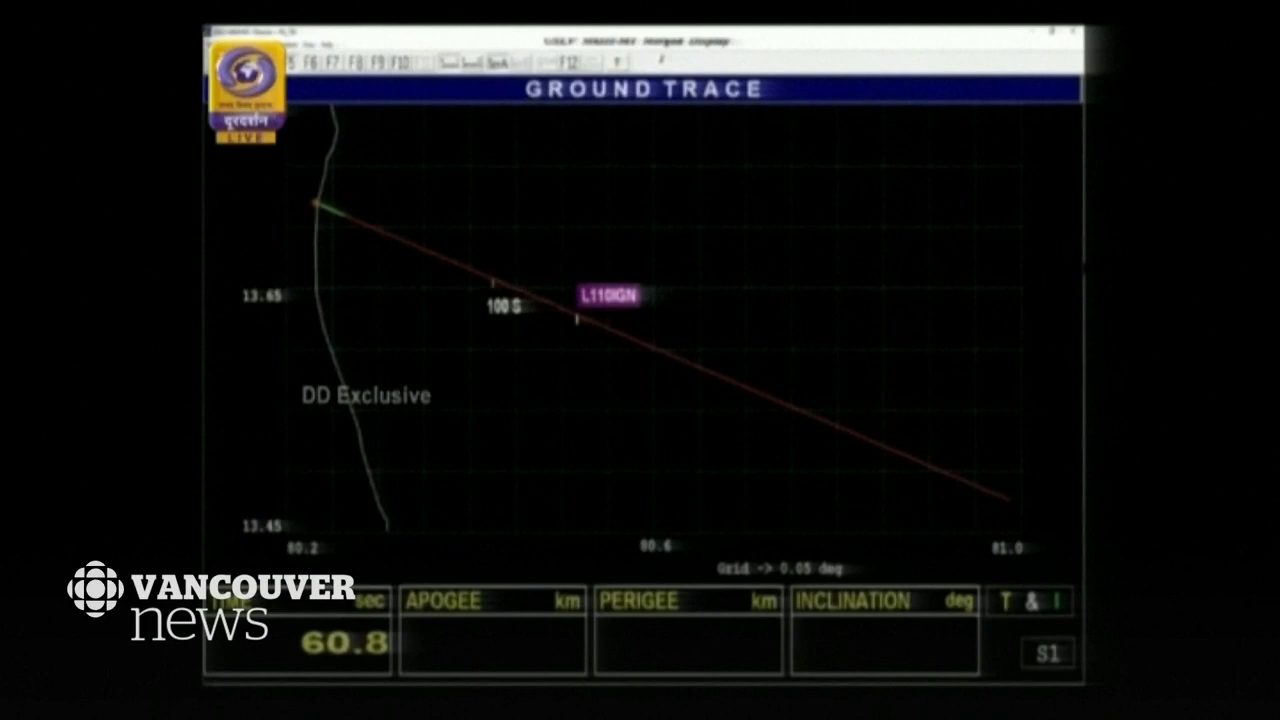 F6 F7 F8 F9 F10
F12
GROUND TRACE
दूरदर्शन
LIVE
13.65
100 S
L110IGN
DD Exclusive
13.45
80.2
80.6
81.0
Grid -> 0.05 deg
VANCOUVER
news
sec
60.8
APOGEE km
PERIGEE km
INCLINATION deg
T & I
S1